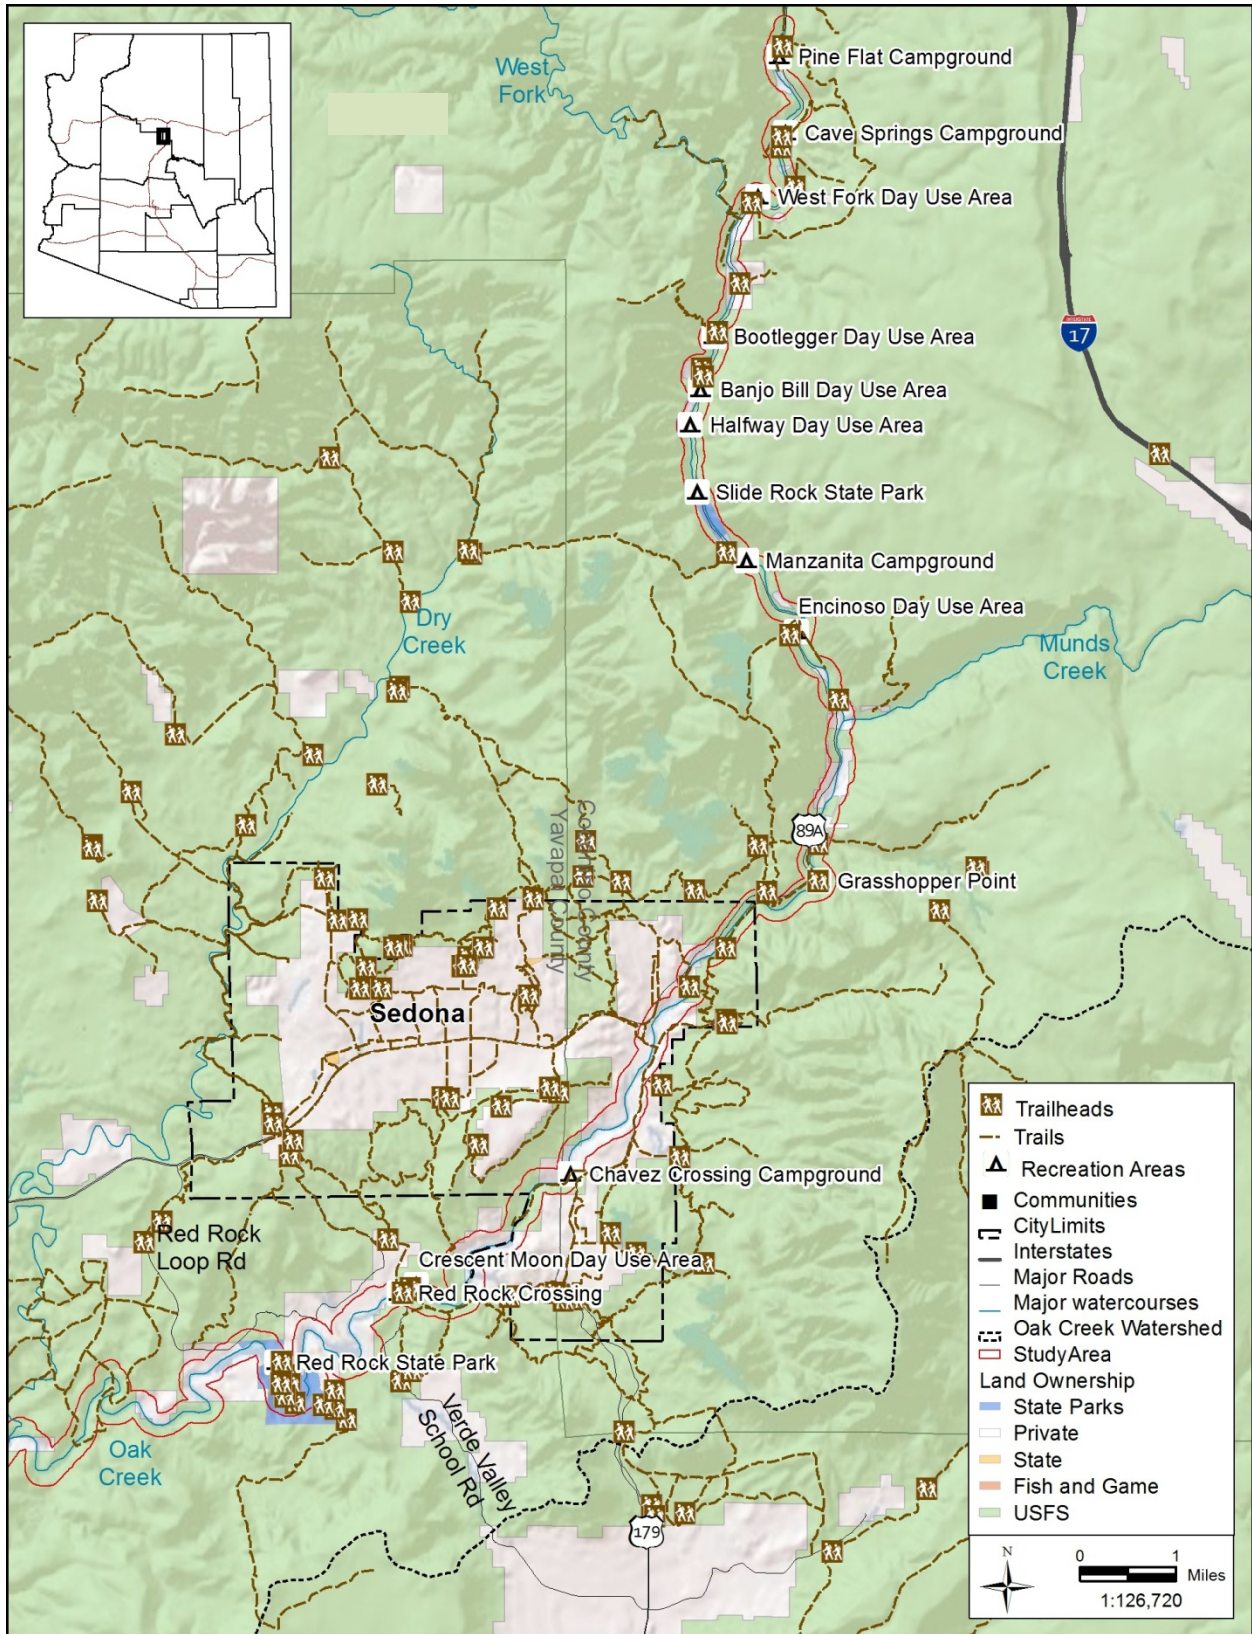 West
Fork
Pine Flat Campground
Cave Springs Campground
West Fork Day Use Area
Bootlegger Day Use Area
INTERSTATE
17
Banjo Bill Day Use Area
Halfway Day Use Area
Slide Rock State Park
Manzanita Campground
Encinoso Day Use Area
Dry
Creek
Munds
Creek
89A
Coconino County
Yavapai County
Grasshopper Point
Sedona
Chavez Crossing Campground
Red Rock
Loop Rd
Crescent Moon Day Use Area
Red Rock Crossing
Red Rock State Park
Verde Valley
School Rd
Oak
Creek
179
Trailheads
Trails
Recreation Areas
Communities
CityLimits
Interstates
Major Roads
Major watercourses
Oak Creek Watershed
StudyArea
Land Ownership
State Parks
Private
State
Fish and Game
USFS
N
0 1
Miles
1:126,720